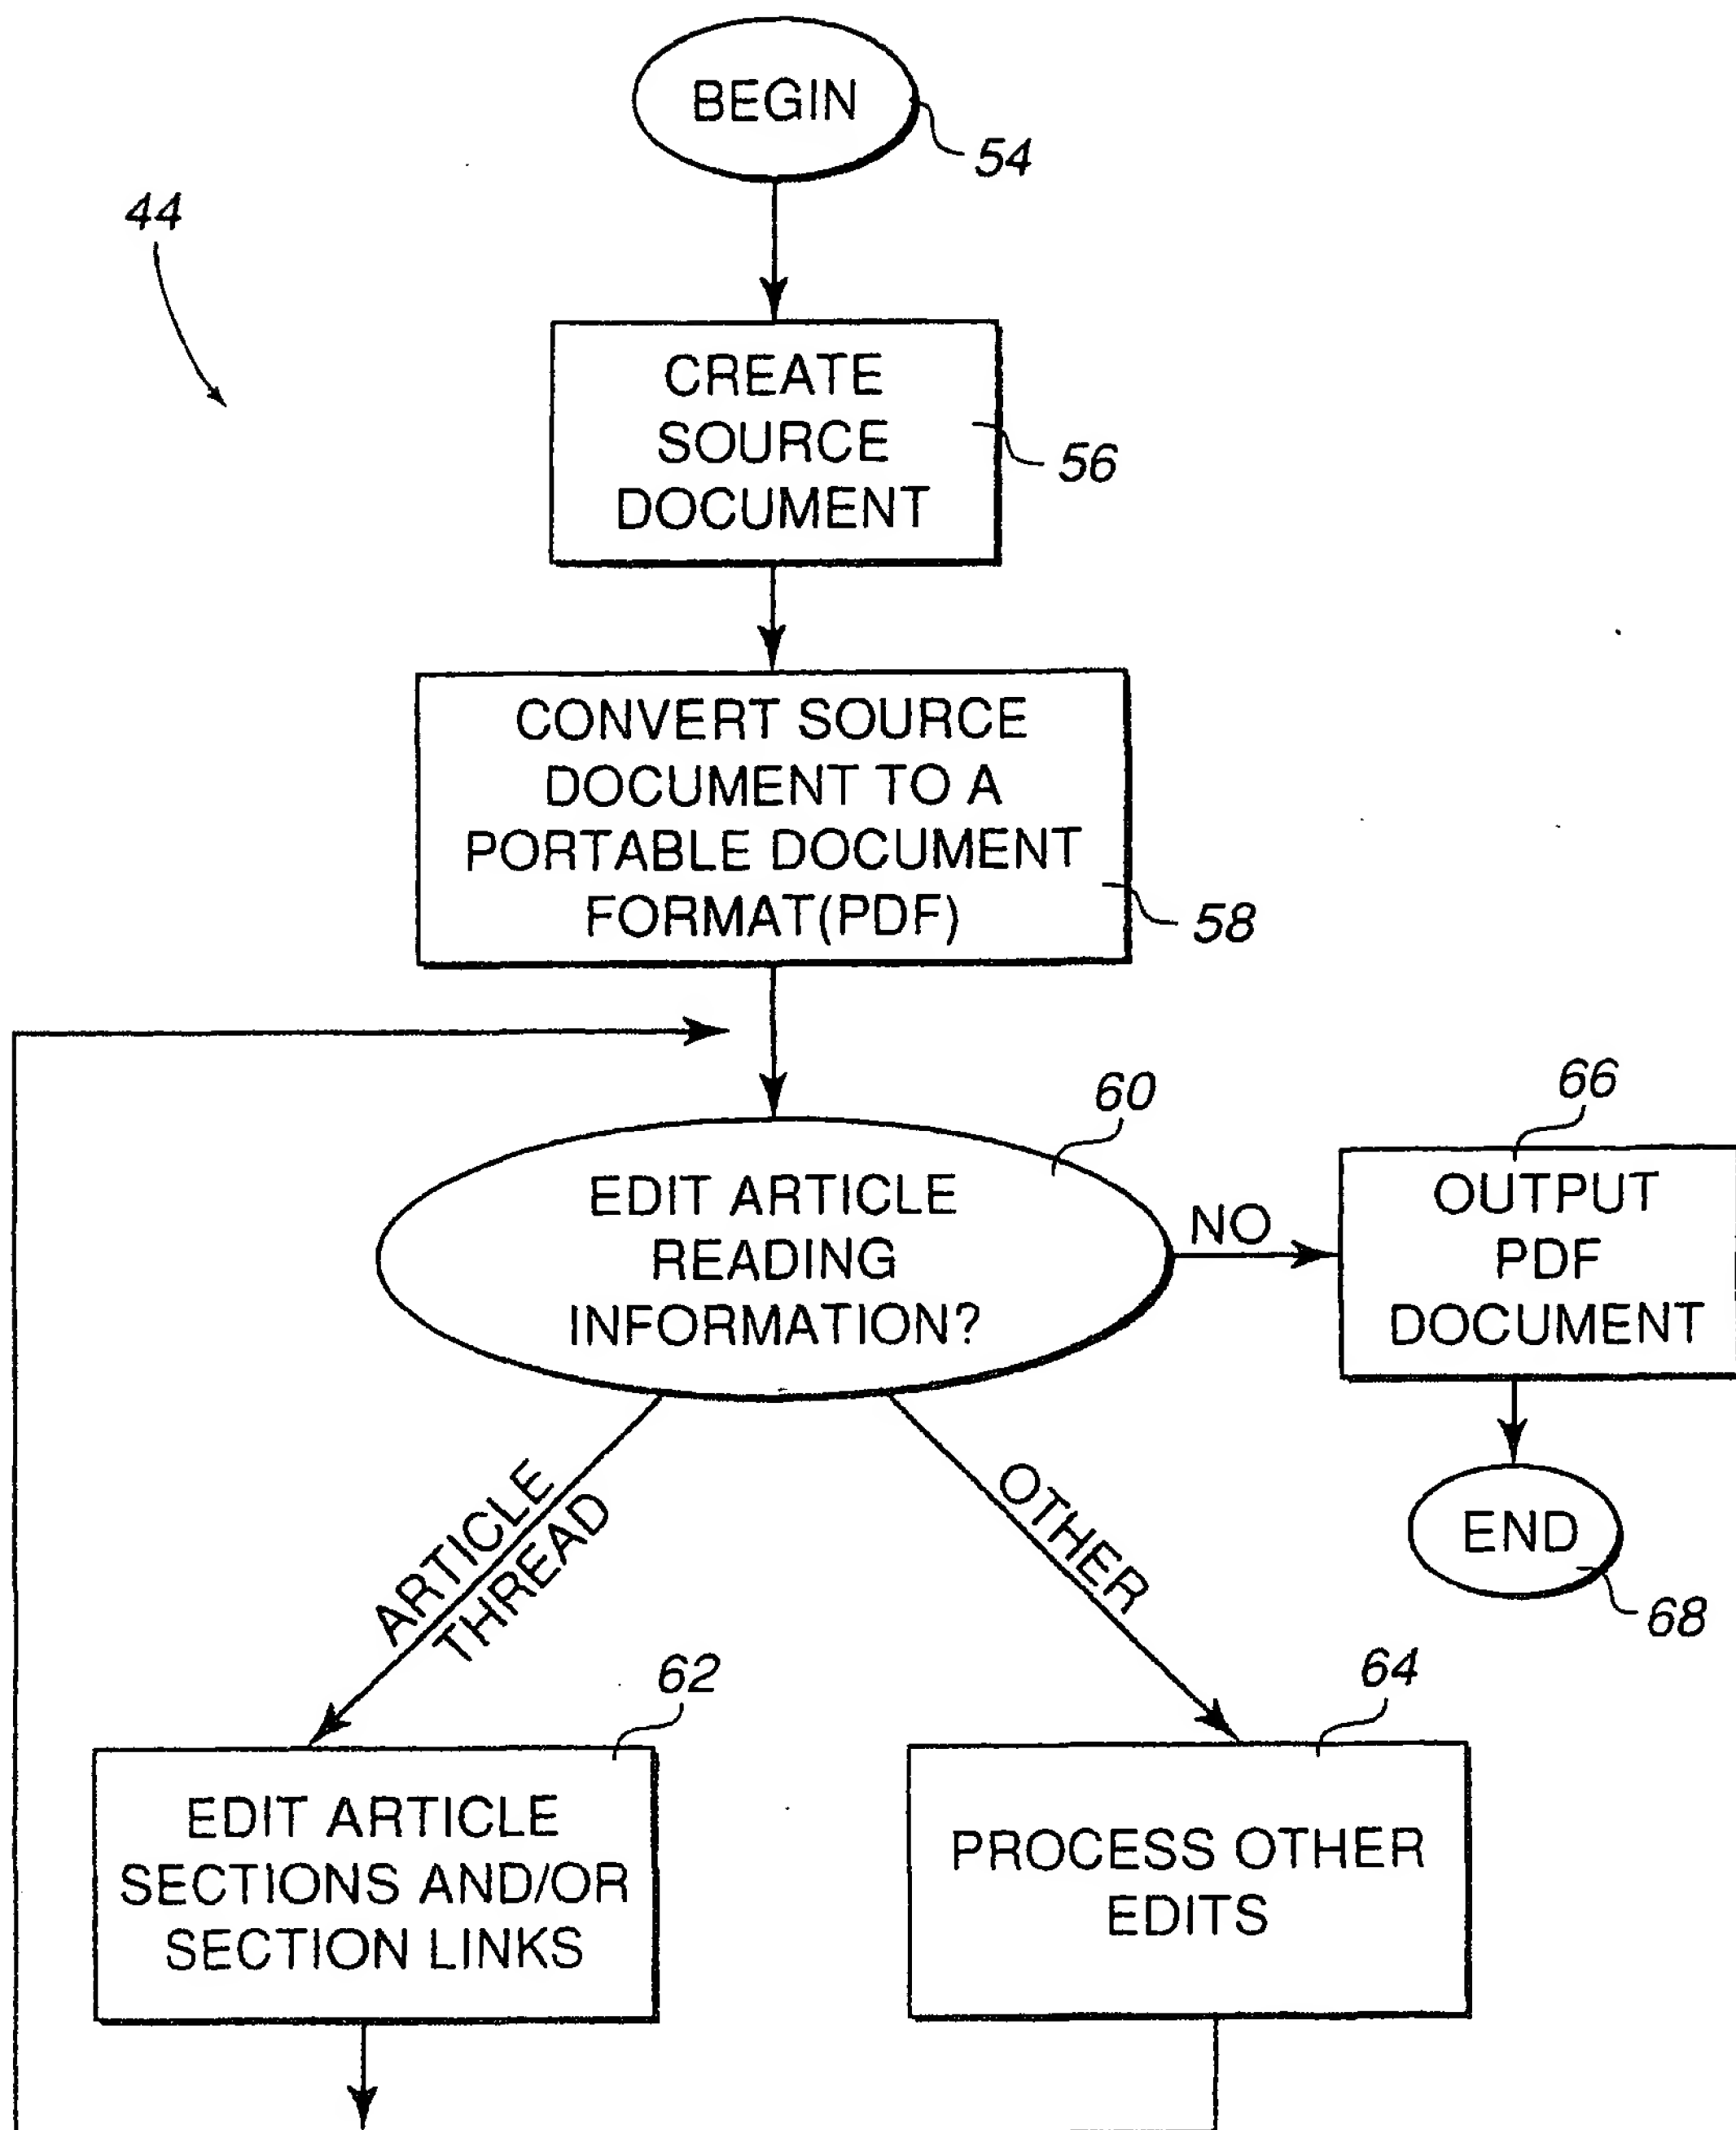 BEGIN
54
44
CREATE
SOURCE
DOCUMENT
56
CONVERT SOURCE
DOCUMENT TO A
PORTABLE DOCUMENT
FORMAT(PDF)
58
60
EDIT ARTICLE
READING
INFORMATION?
NO
66
OUTPUT
PDF
DOCUMENT
END
68
ARTICLE
THREAD
OTHER
62
EDIT ARTICLE
SECTIONS AND/OR
SECTION LINKS
64
PROCESS OTHER
EDITS